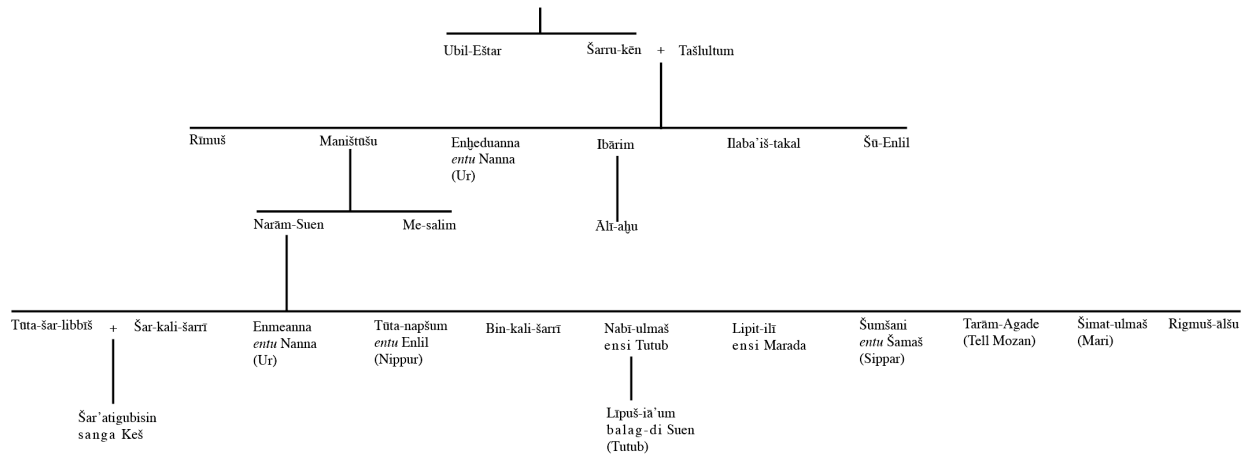 Ubil-Eštar Šarru-kēn + Tašlultum
Rīmuš Maništūšu Enḫeduanna Ibārim Ilaba’iš-takal Šū-Enlil
entu Nanna
(Ur)
Narām-Suen Me-salim Ālī-aḫu
Tūta-šar-libbīš + Šar-kali-šarrī Enmeanna Tūta-napšum Bin-kali-šarrī Nabī-ulmaš Lipit-ilī Šumšani Tarām-Agade Šimat-ulmaš Rigmuš-ālšu
entu Nanna entu Enlil ensi Tutub ensi Marada entu Šamaš (Tell Mozan) (Mari)
(Ur) (Nippur) (Sippar)
Šar’atigubisin Līpuš-iā’um
sanga Keš balag-di Suen
(Tutub)